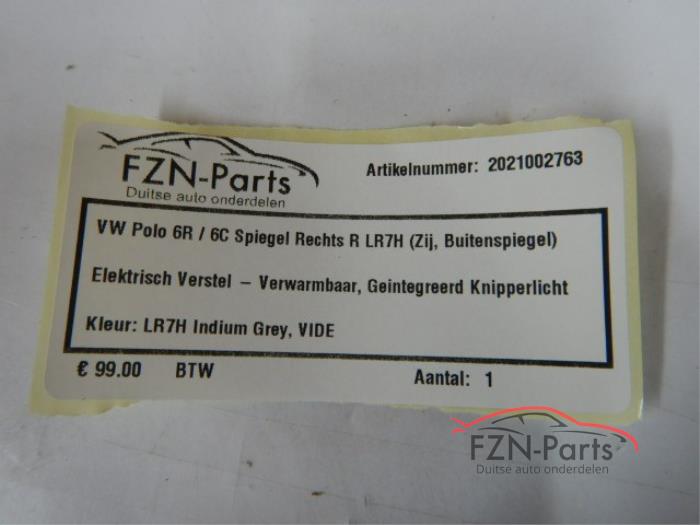 FZN-Parts
Duitse auto onderdelen
Artikelnummer: 2021002763
VW Polo 6R / 6C Spiegel Rechts R LR7H (Zij, Buitenspiegel)
Elektrisch Verstel – Verwarmbaar, Geintegreerd Knipperlicht
Kleur: LR7H Indium Grey, VIDE
€ 99.00 BTW Aantal: 1
FZN-Parts
Duitse auto onderdelen